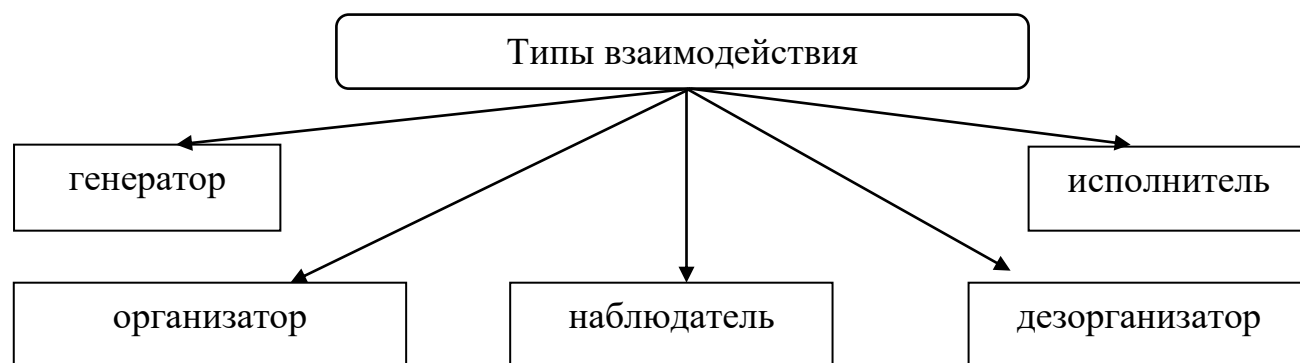 Типы взаимодействия
генератор
исполнитель
организатор
наблюдатель
дезорганизатор